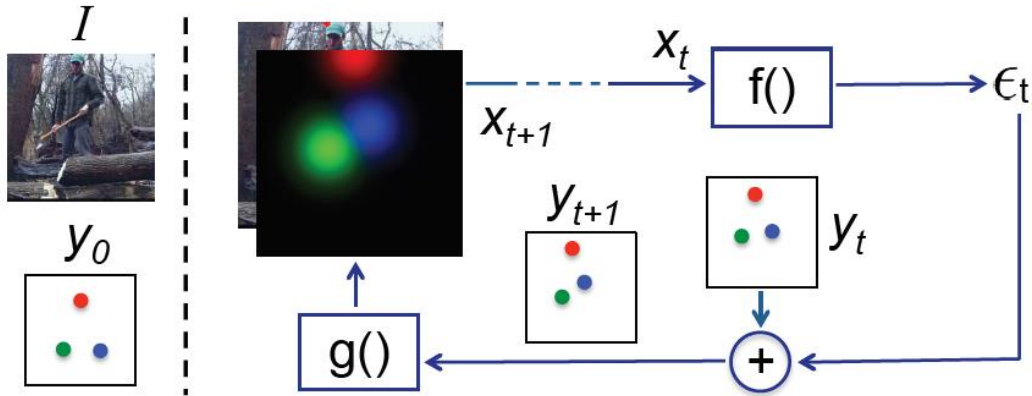 I
y_0
x_{t+1}
x_t
f()
ϵ_t
y_{t+1}
y_t
g()
+